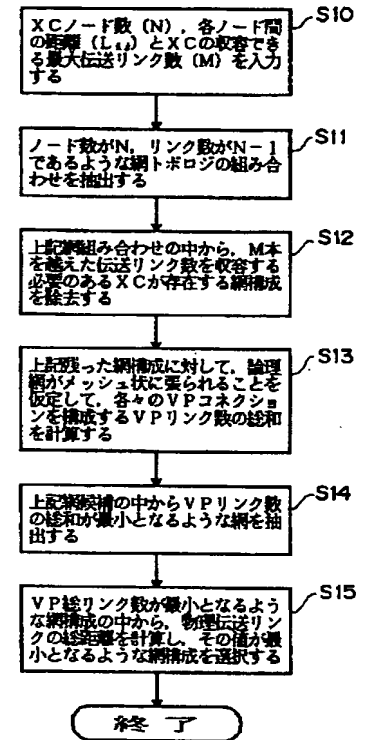 S10
XCノード数(N),各ノード間
の距離(Lij)とXCの収容でき
る最大伝送リンク数(M)を入力
する
S11
ノード数がN,リンク数がN-1
であるような網トポロジの組み合
わせを抽出する
S12
上記網組み合わせの中から,M本
を越えた伝送リンク数を収容する
必要のあるXCが存在する網構成
を除去する
S13
上記残った網構成に対して,論理
網がメッシュ状に張られることを
仮定して,各々のVPコネクショ
ンを構成するVPリンク数の総和
を計算する
S14
上記網候補の中からVPリンク数
の総和が最小となるような網を抽
出する
S15
VP総リンク数が最小となるよう
な網構成の中から,物理伝送リン
クの総距離を計算し,その値が最
小となるような網構成を選択する
終了